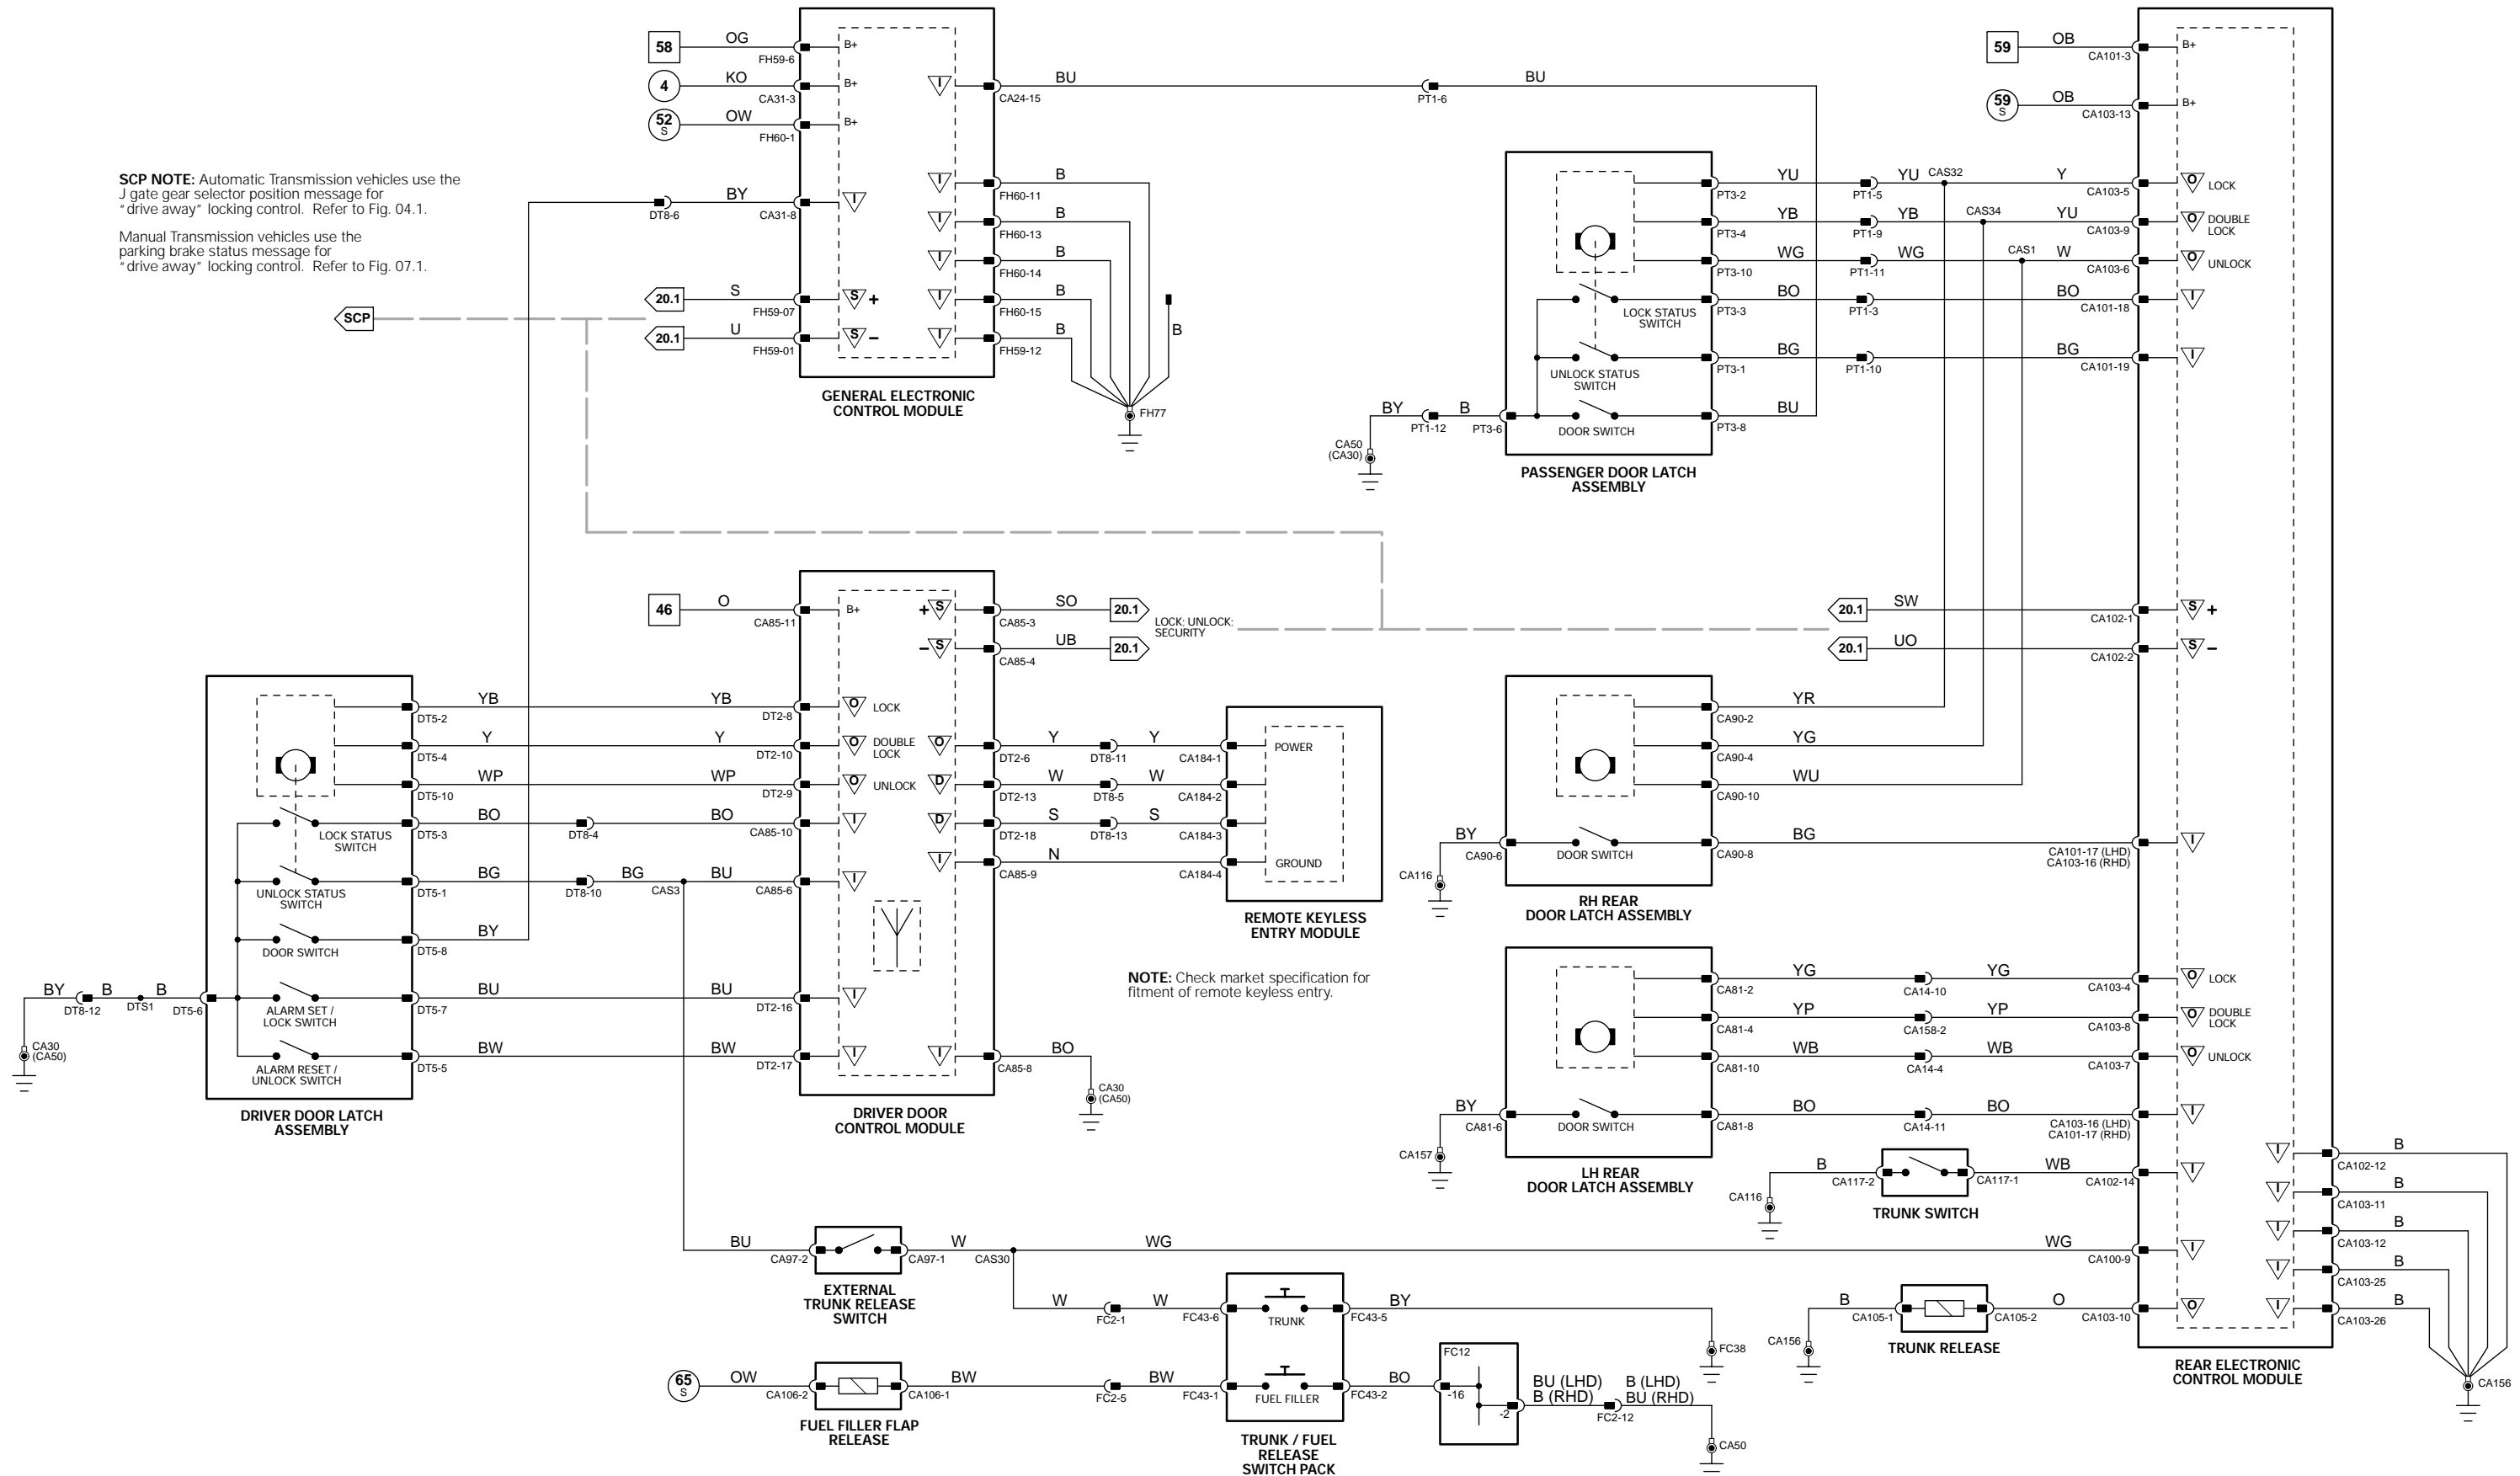 58
OG
FH59-6
B+
4
KO
CA31-3
B+
52
S
OW
FH60-1
B+
SCP NOTE: Automatic Transmission vehicles use the
J gate gear selector position message for
“drive away” locking control. Refer to Fig. 04.1.
Manual Transmission vehicles use the
parking brake status message for
“drive away” locking control. Refer to Fig. 07.1.
DT8-6
BY
CA31-8
I
SCP
20.1
S
FH59-07
S
+
20.1
U
FH59-01
S
-
I
CA24-15
BU
PT1-6
BU
I
B
FH60-11
I
B
FH60-13
I
B
FH60-14
I
B
FH60-15
I
B
FH59-12
B
FH77
GENERAL ELECTRONIC
CONTROL MODULE
59
OB
CA101-3
B+
59
S
OB
CA103-13
B+
PT3-2
YU
PT1-5
YU
CAS32
Y
CA103-5
O
LOCK
PT3-4
YB
PT1-9
YB
CAS34
YU
CA103-9
O
DOUBLE
LOCK
PT3-10
WG
PT1-11
WG
CAS1
W
CA103-6
O
UNLOCK
LOCK STATUS
SWITCH
PT3-3
BO
PT1-3
BO
CA101-18
I
UNLOCK STATUS
SWITCH
PT3-1
BG
PT1-10
BG
CA101-19
I
BY
PT1-12
B
PT3-6
DOOR SWITCH
PT3-8
BU
CA50
(CA30)
PASSENGER DOOR LATCH
ASSEMBLY
46
O
CA85-11
B+
+
S
CA85-3
SO
20.1
-
S
CA85-4
UB
20.1
LOCK; UNLOCK;
SECURITY
20.1
SW
CA102-1
S
+
20.1
UO
CA102-2
S
-
DT5-2
YB
YB
DT2-8
O
LOCK
DT5-4
Y
Y
DT2-10
O
DOUBLE
LOCK
DT5-10
WP
WP
DT2-9
O
UNLOCK
LOCK STATUS
SWITCH
DT5-3
BO
DT8-4
BO
CA85-10
I
UNLOCK STATUS
SWITCH
DT5-1
BG
DT8-10
BG
CAS3
BU
CA85-6
I
DOOR SWITCH
DT5-8
BY
BY
DT8-12
B
DTS1
B
DT5-6
ALARM SET /
LOCK SWITCH
DT5-7
BU
BU
DT2-16
I
ALARM RESET /
UNLOCK SWITCH
DT5-5
BW
BW
DT2-17
I
CA30
(CA50)
DRIVER DOOR LATCH
ASSEMBLY
O
DT2-6
Y
DT8-11
Y
CA184-1
POWER
D
DT2-13
W
DT8-5
W
CA184-2
D
DT2-18
S
DT8-13
S
CA184-3
I
CA85-9
N
CA184-4
GROUND
REMOTE KEYLESS
ENTRY MODULE
I
CA85-8
BO
CA30
(CA50)
DRIVER DOOR
CONTROL MODULE
NOTE: Check market specification for
fitment of remote keyless entry.
CA90-2
YR
CA90-4
YG
CA90-10
WU
BY
CA90-6
DOOR SWITCH
CA90-8
BG
CA101-17 (LHD)
CA103-16 (RHD)
I
CA116
RH REAR
DOOR LATCH ASSEMBLY
CA81-2
YG
CA14-10
YG
CA103-4
O
LOCK
CA81-4
YP
CA158-2
YP
CA103-8
O
DOUBLE
LOCK
CA81-10
WB
CA14-4
WB
CA103-7
O
UNLOCK
BY
CA81-6
DOOR SWITCH
CA81-8
BO
CA14-11
BO
CA103-16 (LHD)
CA101-17 (RHD)
I
CA157
LH REAR
DOOR LATCH ASSEMBLY
B
CA117-2
CA117-1
WB
CA102-14
I
CA116
TRUNK SWITCH
I
B
CA102-12
I
B
CA103-11
I
B
CA103-12
I
B
CA103-25
I
B
CA103-26
CA156
BU
CA97-2
CA97-1
W
CAS30
WG
WG
CA100-9
I
EXTERNAL
TRUNK RELEASE
SWITCH
W
FC2-1
W
FC43-6
TRUNK
FC43-5
BY
FC38
B
CA105-1
CA105-2
O
CA103-10
O
CA156
TRUNK RELEASE
REAR ELECTRONIC
CONTROL MODULE
65
S
OW
CA106-2
CA106-1
BW
FC2-5
BW
FC43-1
FUEL FILLER
FC43-2
BO
FC12
-16
-2
BU (LHD)
B (RHD)
FC2-12
B (LHD)
BU (RHD)
CA50
FUEL FILLER FLAP
RELEASE
TRUNK / FUEL
RELEASE
SWITCH PACK